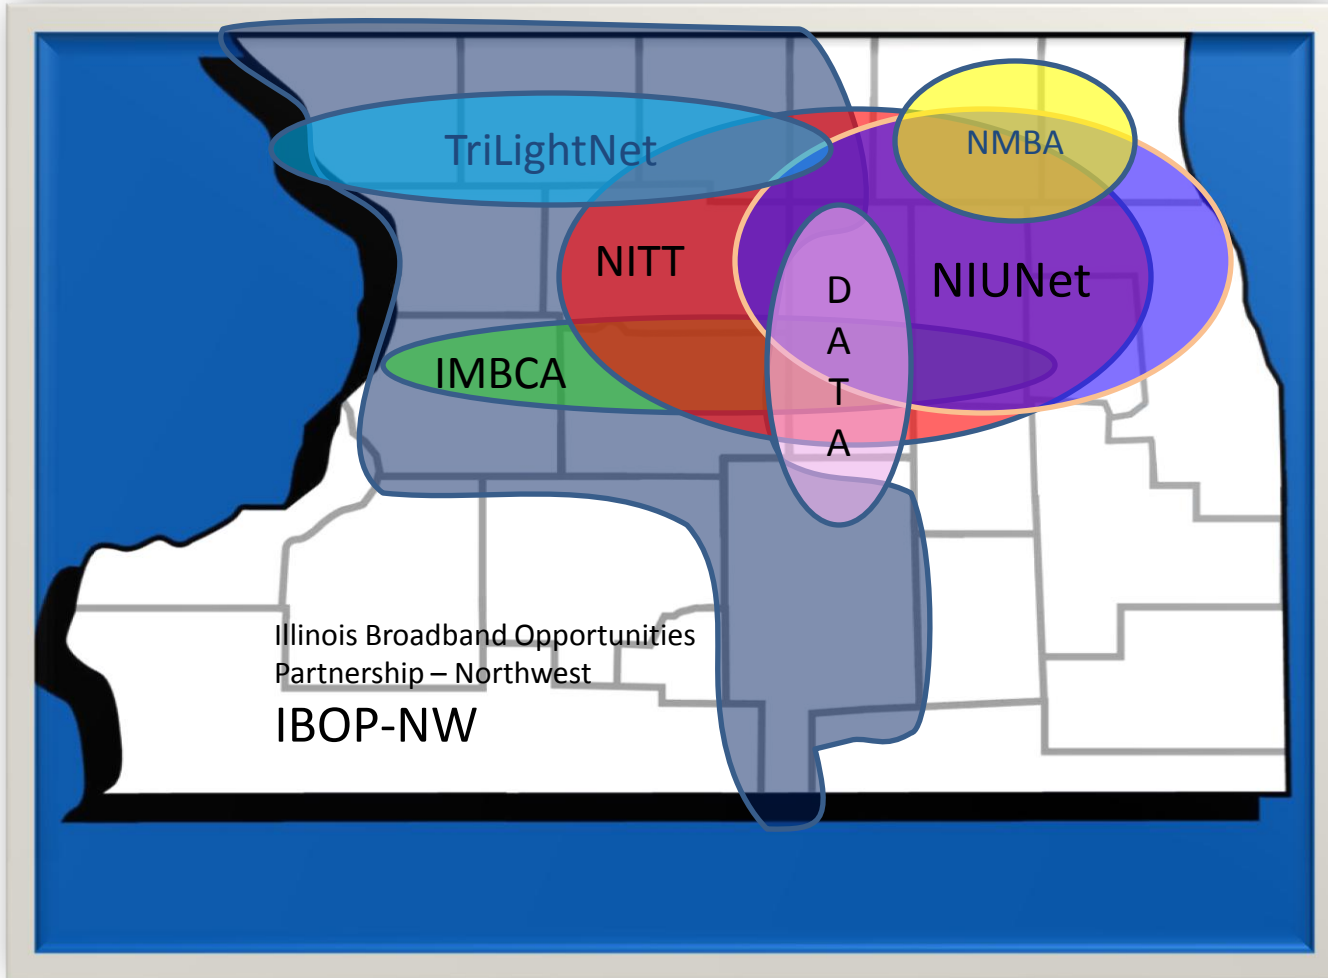 TriLightNet
NMBA
NITT
NIUNet
D
A
T
A
IMBCA
Illinois Broadband Opportunities
Partnership – Northwest
IBOP-NW